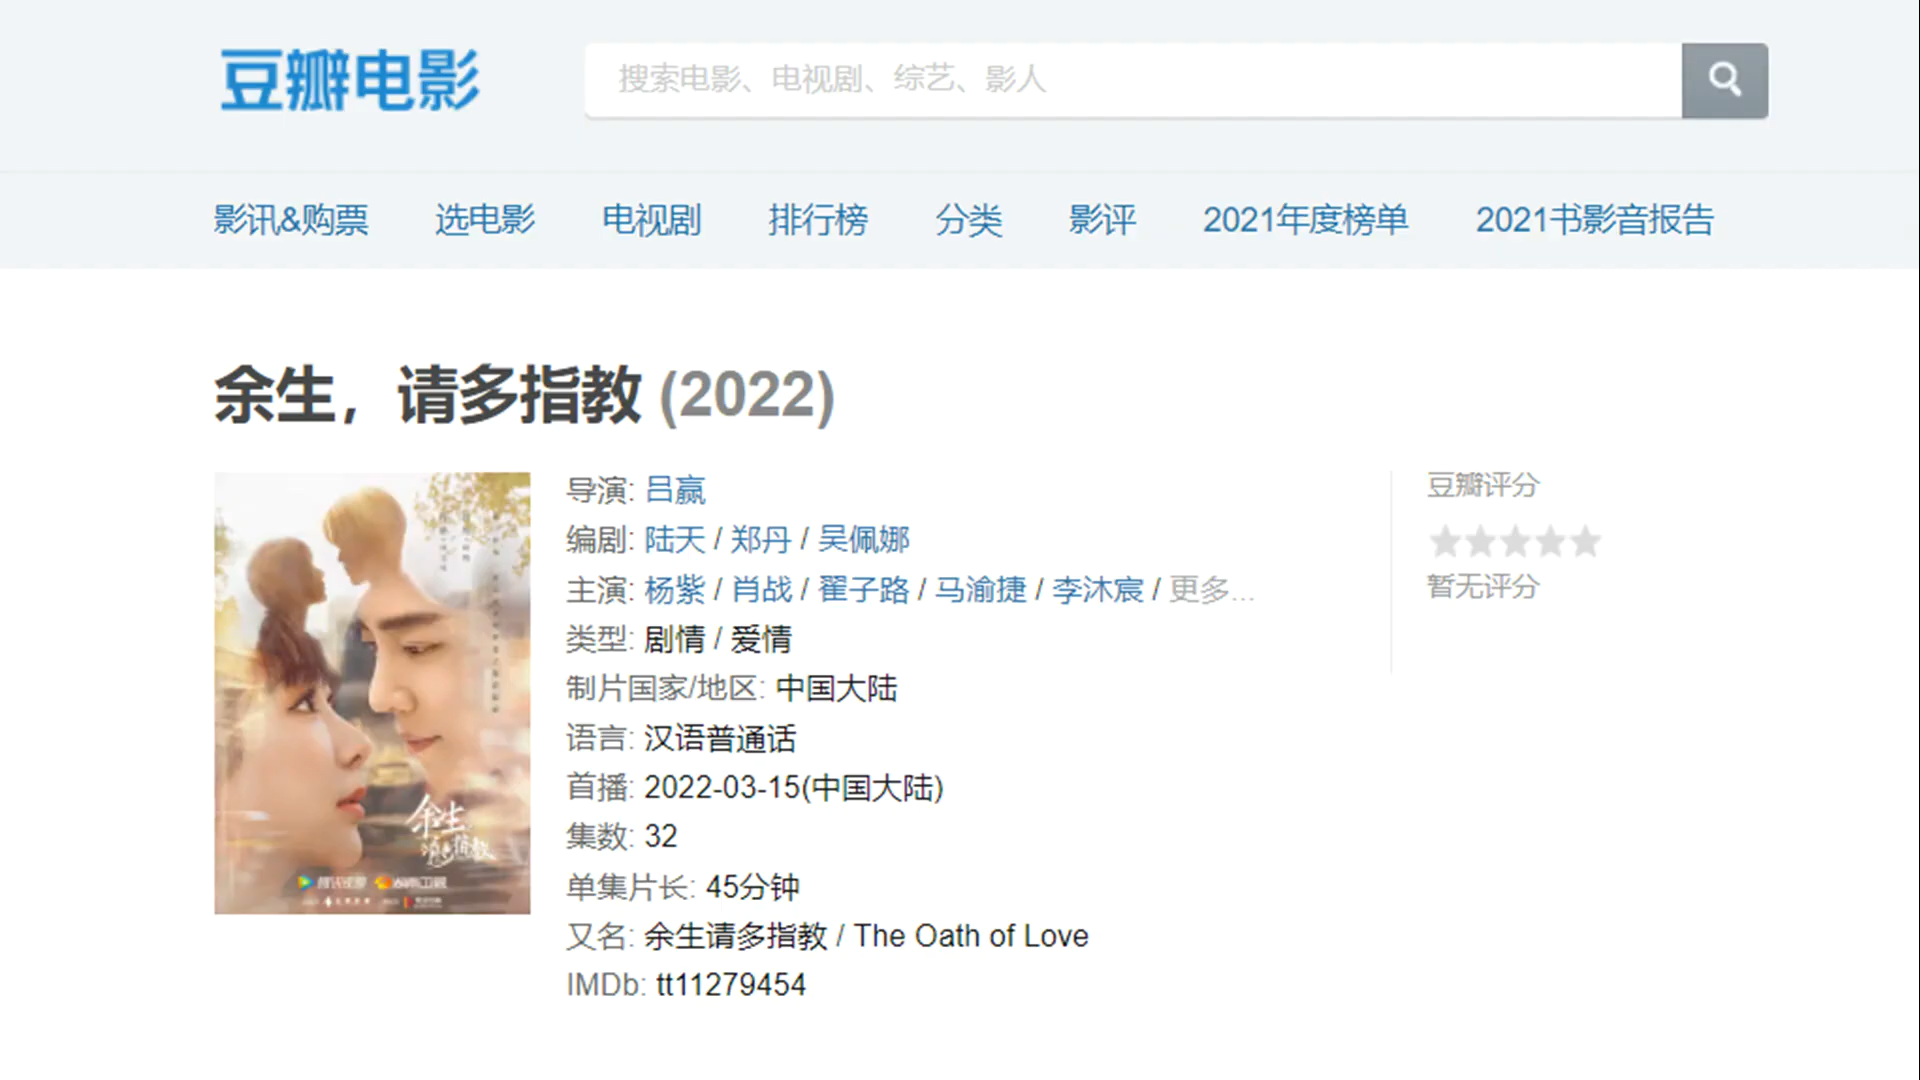 豆瓣电影
搜索电影、电视剧、综艺、影人
影讯&购票 选电影 电视剧 排行榜 分类 影评 2021年度榜单 2021书影音报告
余生，请多指教 (2022)
导演: 吕赢
编剧: 陆天 / 郑丹 / 吴佩娜
主演: 杨紫 / 肖战 / 翟子路 / 马渝捷 / 李沐宸 / 更多...
类型: 剧情 / 爱情
制片国家/地区: 中国大陆
语言: 汉语普通话
首播: 2022-03-15(中国大陆)
集数: 32
单集片长: 45分钟
又名: 余生请多指教 / The Oath of Love
IMDb: tt11279454
豆瓣评分
暂无评分
余生
请多指教
腾讯视频 湖南卫视